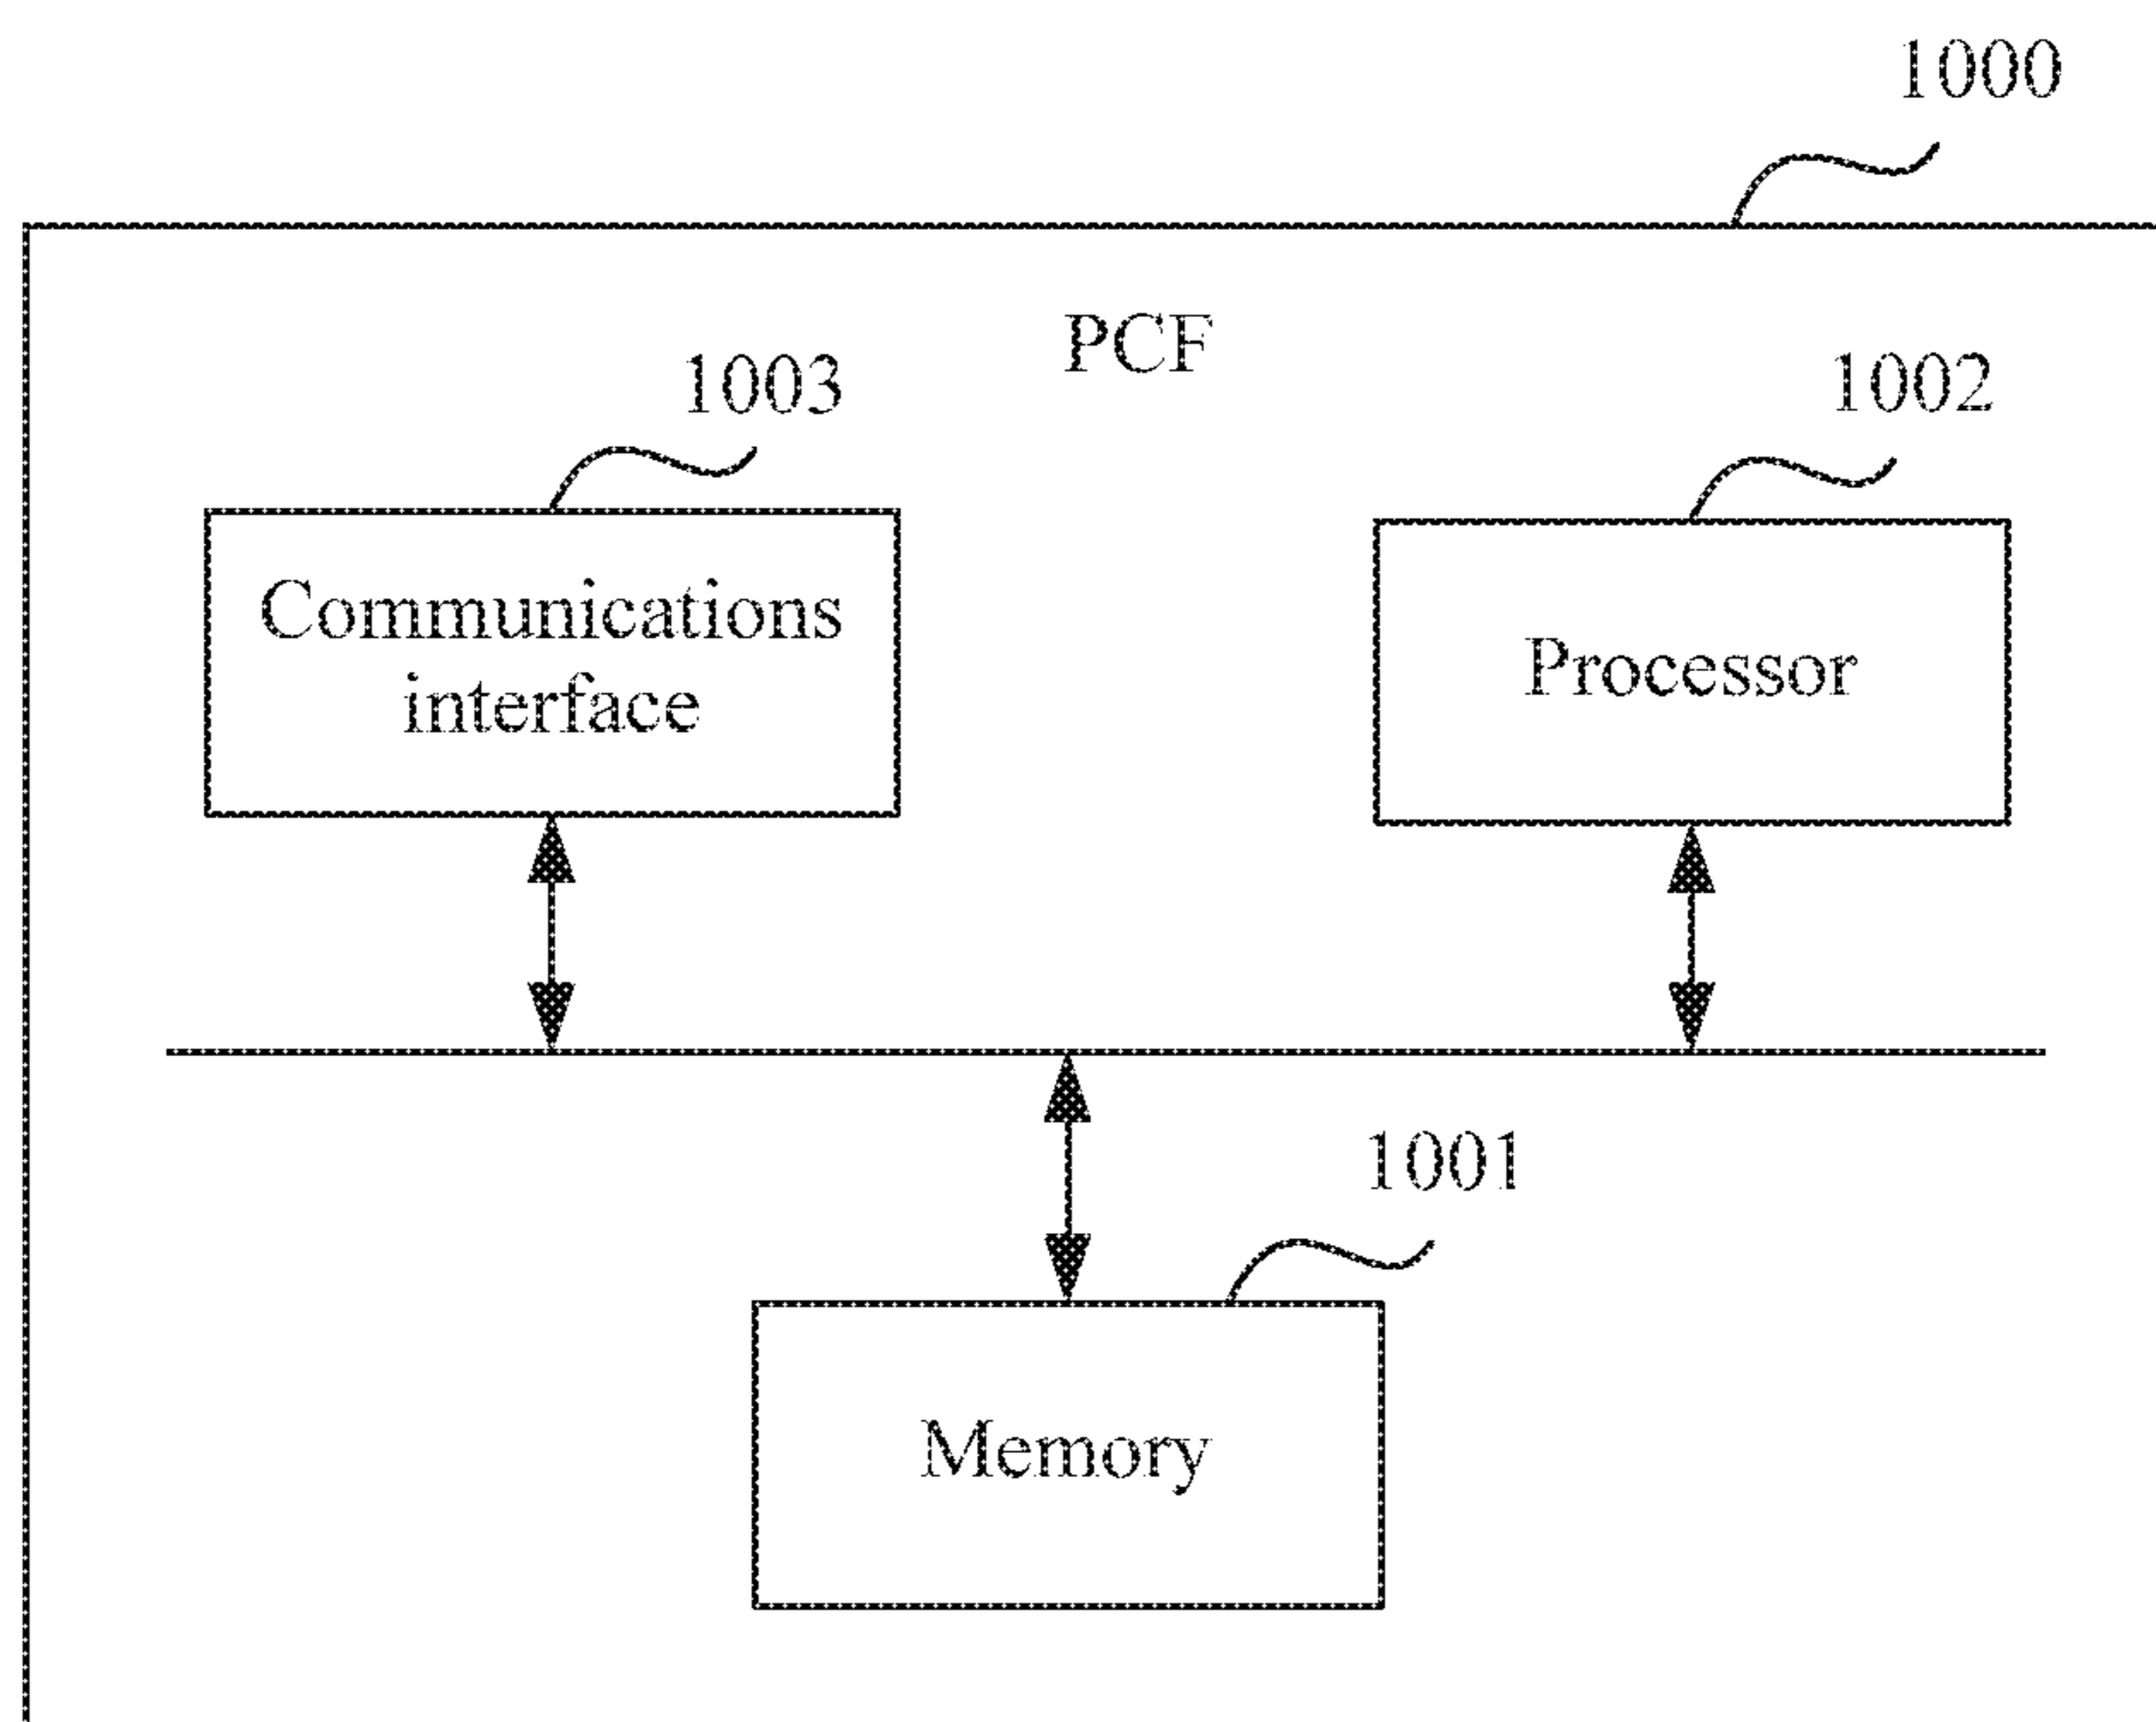 1000
PCF
1003
1002
Communications
interface
Processor
1001
Memory